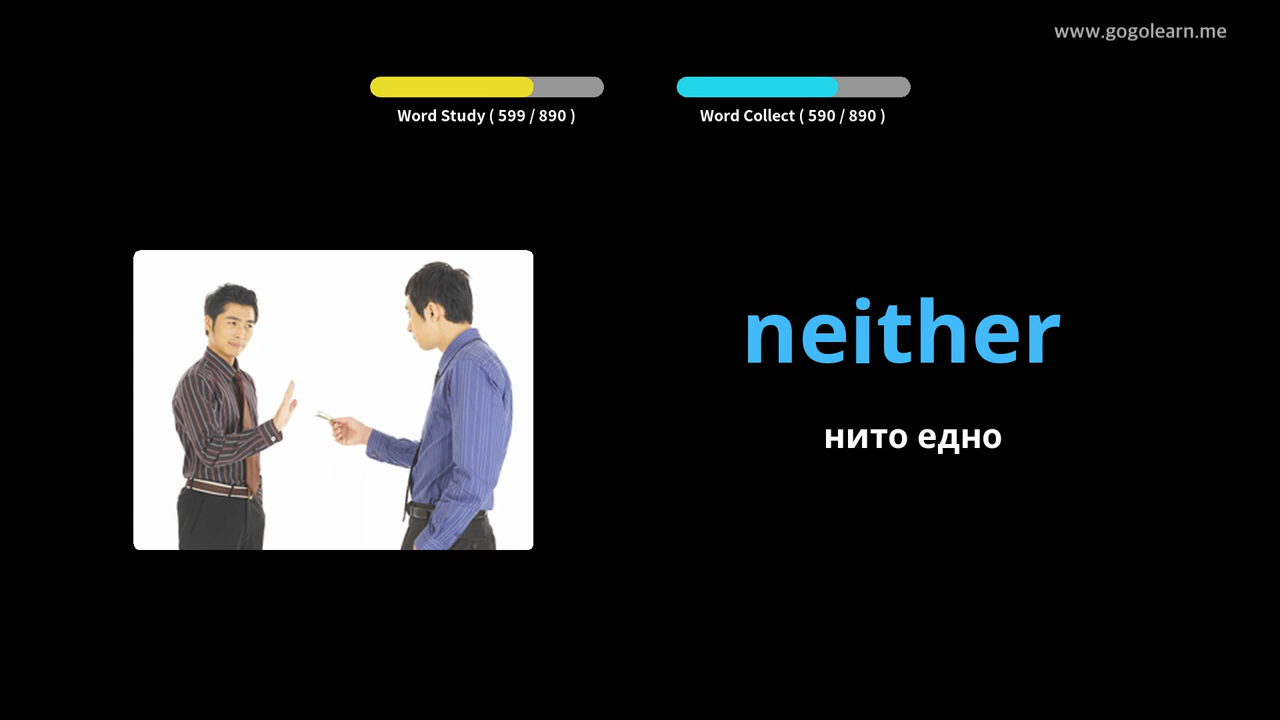 www.gogolearn.me
Word Study ( 599 / 890 )
Word Collect ( 590 / 890 )
neither
нито едно